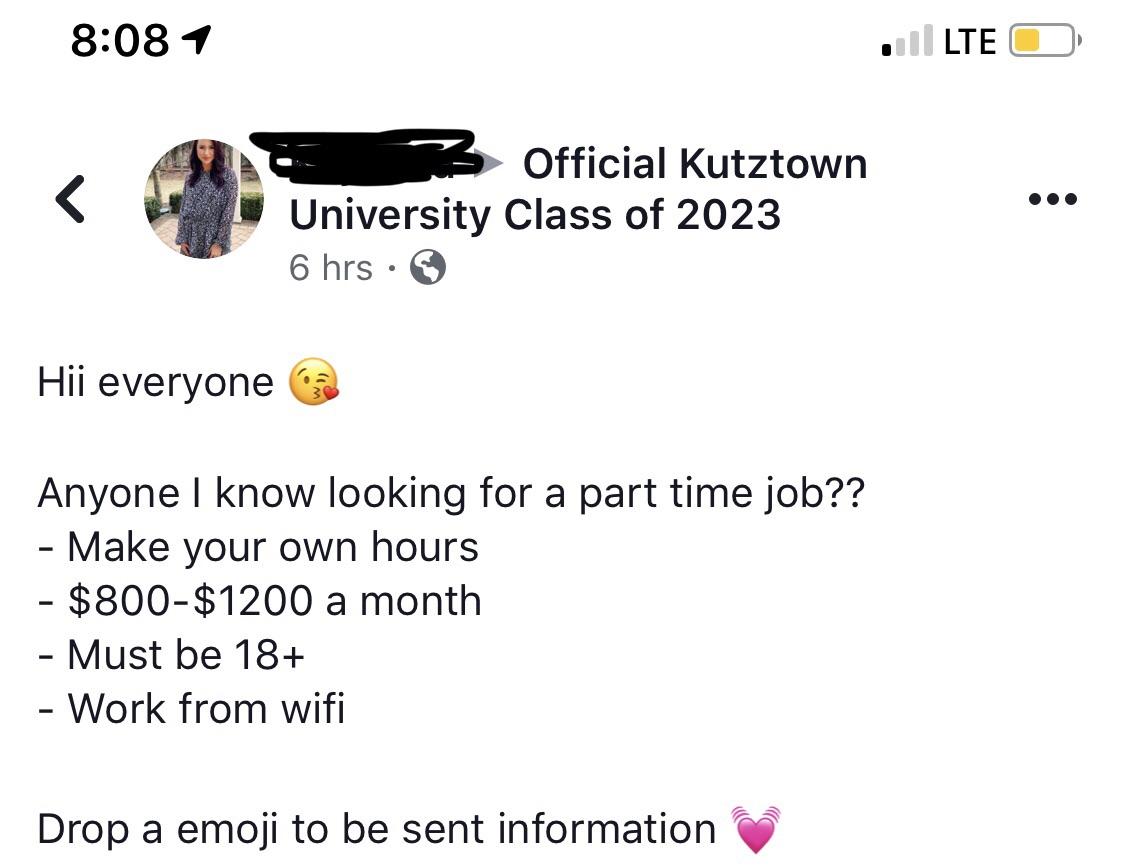 8:08 LTE
Official Kutztown
University Class of 2023
6 hrs ·
Hii everyone 😘
Anyone I know looking for a part time job??
- Make your own hours
- $800-$1200 a month
- Must be 18+
- Work from wifi
Drop a emoji to be sent information 💓